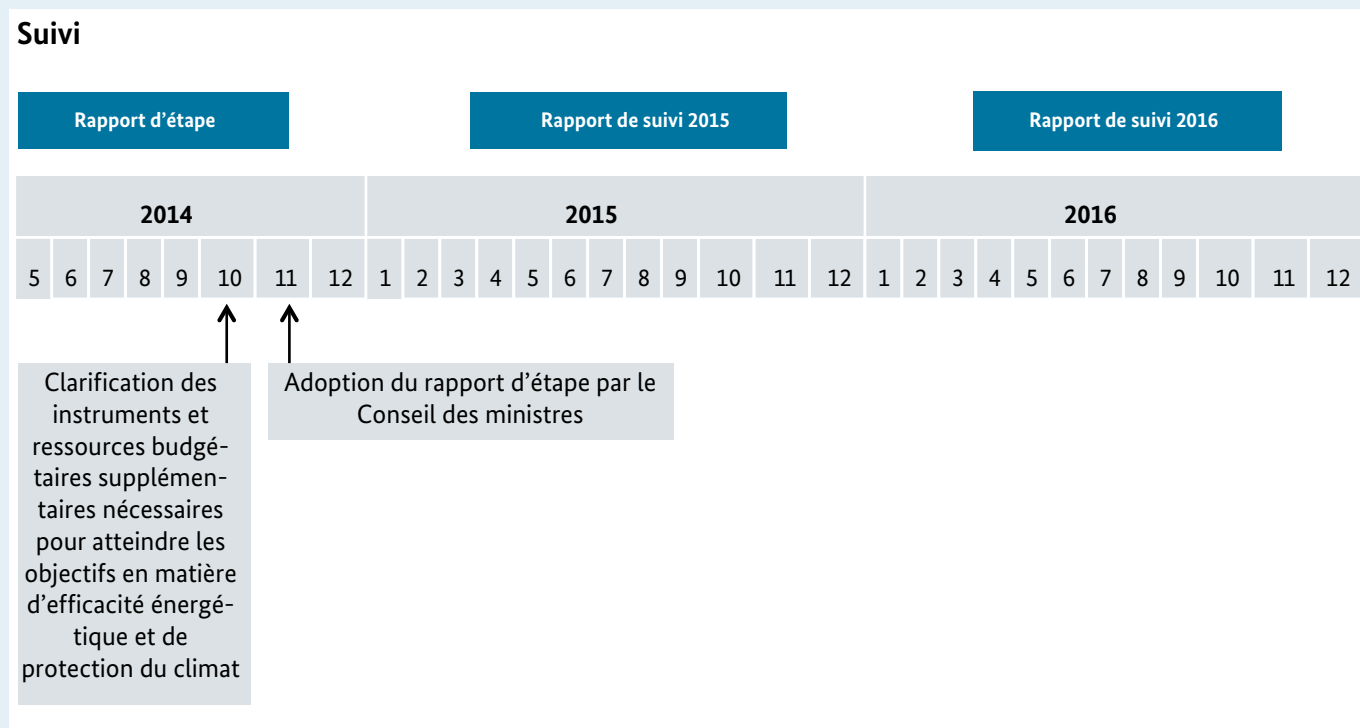 Suivi
Rapport d’étape
Rapport de suivi 2015
Rapport de suivi 2016
2014
2015
2016
5 6 7 8 9 10 11 12 1 2 3 4 5 6 7 8 9 10 11 12 1 2 3 4 5 6 7 8 9 10 11 12
Clarification des
instruments et
ressources budgé-
taires supplémen-
taires nécessaires
pour atteindre les
objectifs en matière
d’efficacité énergé-
tique et de
protection du climat
Adoption du rapport d’étape par le
Conseil des ministres